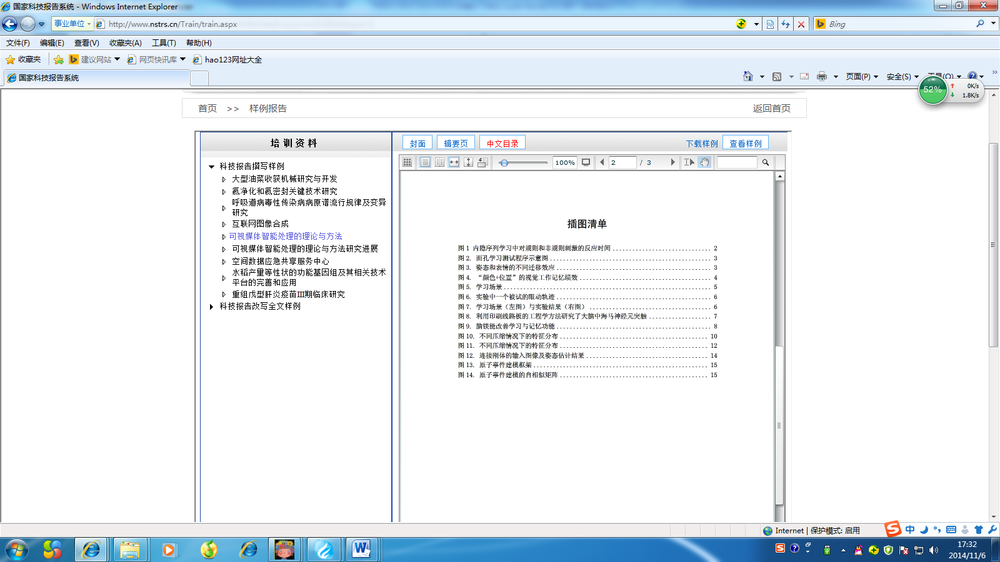 国家科技报告系统 - Windows Internet Explorer
事业单位 http://www.nstrs.cn/Train/train.aspx
Bing
文件(F) 编辑(E) 查看(V) 收藏夹(A) 工具(T) 帮助(H)
收藏夹 建议网站 网页快讯库 hao123网址大全
国家科技报告系统
页面(P) 安全(S) 工具(O)
52% 0K/s
1.8K/s
首页 >> 样例报告 返回首页
培训资料
封面 辑要页 中文目录 下载样例 查看样例
100% 2 / 3
科技报告撰写样例
大型油菜收获机械研究与开发
氦净化和氦密封关键技术研究
呼吸道病毒性传染病病原谱流行规律及变异
研究
互联网图像合成
可视媒体智能处理的理论与方法
可视媒体智能处理的理论与方法研究进展
空间数据应急共享服务中心
水稻产量等性状的功能基因组及其相关技术
平台的完善和应用
重组戊型肝炎疫苗III期临床研究
科技报告改写全文样例
插图清单
图 1 内隐序列学习中对规则和非规则刺激的反应时间 2
图 2. 面孔学习测试程序示意图 3
图 3. 姿态和表情的不同迁移效应 3
图 4. “颜色+位置”的视觉工作记忆绩效 4
图 5. 学习场景 5
图 6. 实验中一个被试的眼动轨迹 6
图 7. 学习场景（左图）与实验结果（右图） 6
图 8. 利用印刷线路板的工程学方法研究了大脑中海马神经元突触 7
图 9. 脑镁能改善学习与记忆功能 8
图 10. 不同压缩情况下的特征分布 10
图 11. 不同压缩情况下的特征分布 12
图 12. 连接刚体的输入图像及姿态估计结果 14
图 13. 原子事件建模框架 15
图 14. 原子事件建模的自相似矩阵 15
Internet | 保护模式: 启用
中
17:32
2014/11/6